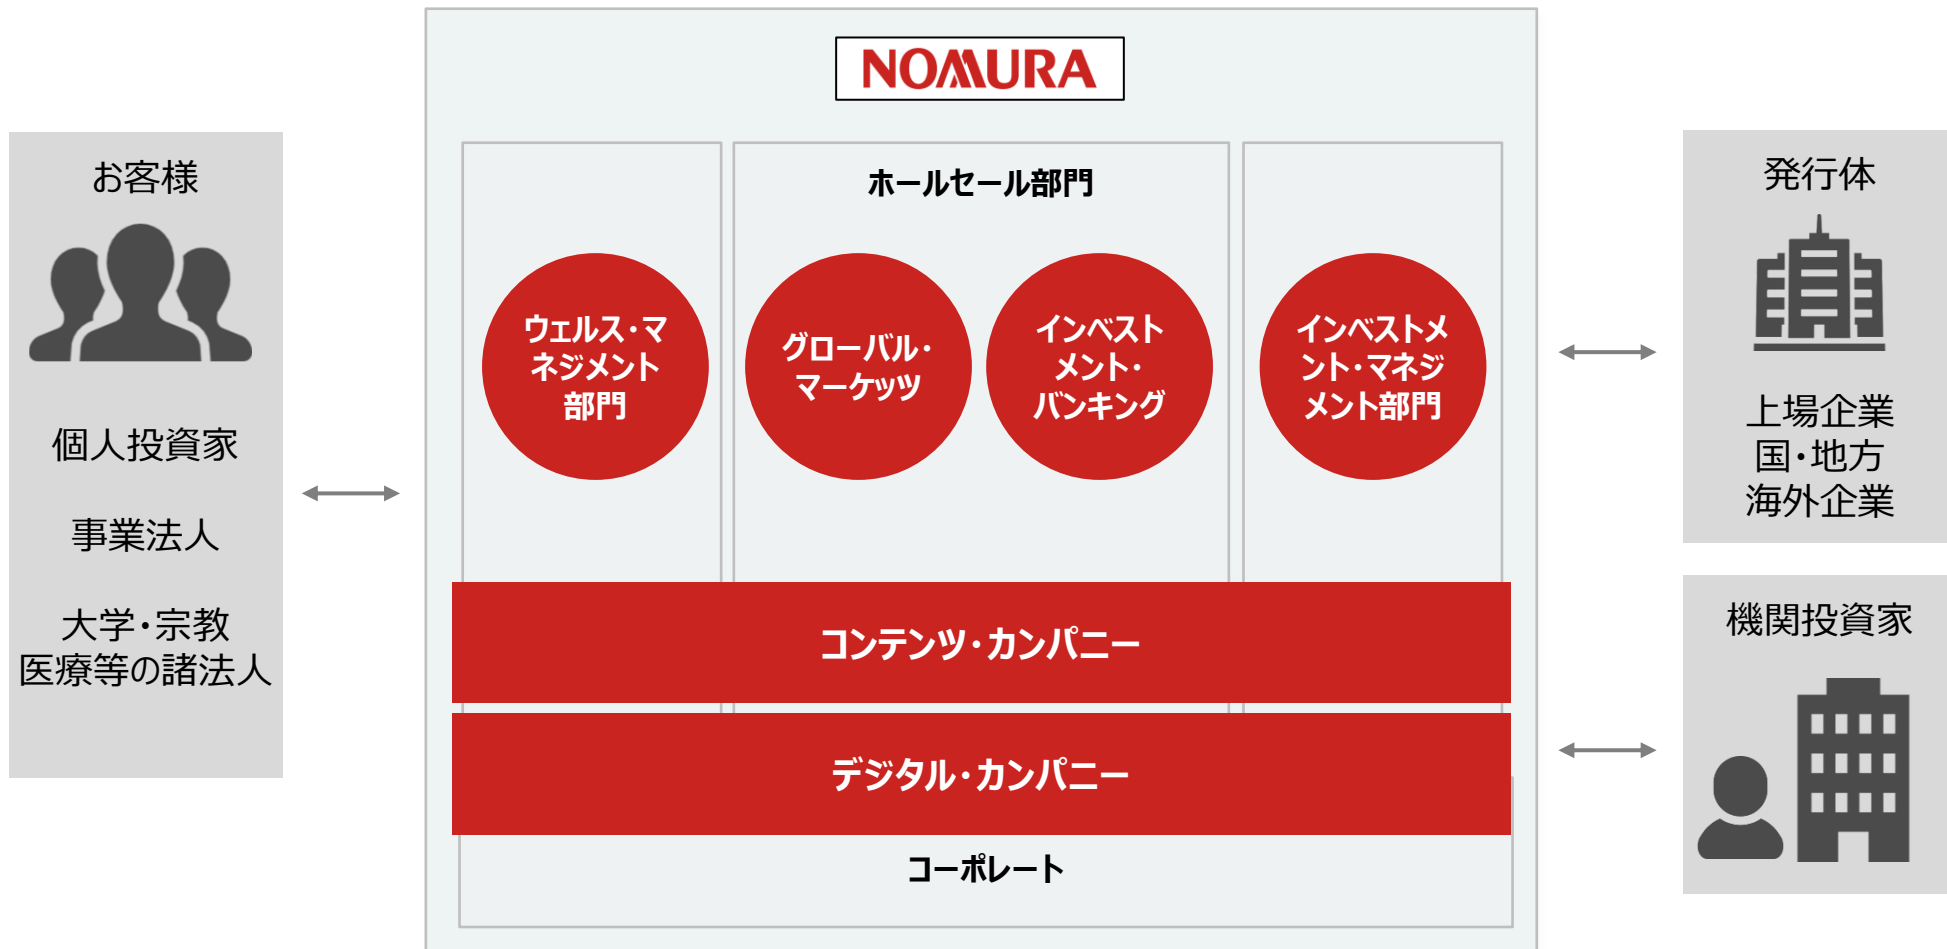 NOMURA
お客様
個人投資家
事業法人
大学・宗教
医療等の諸法人
ホールセール部門
ウェルス・マ
ネジメント
部門
グローバル・
マーケッツ
インベスト
メント・
バンキング
インベストメ
ント・マネジ
メント部門
コンテンツ・カンパニー
デジタル・カンパニー
コーポレート
発行体
上場企業
国・地方
海外企業
機関投資家